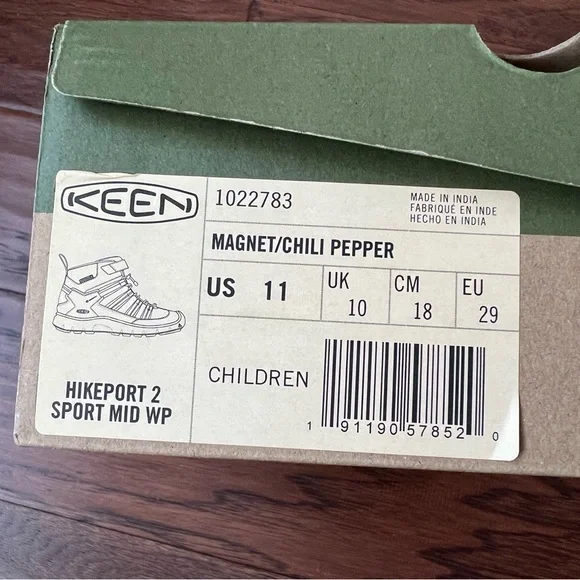 KEEN
1022783
MADE IN INDIA
FABRIQUÉ EN INDE
HECHO EN INDIA
MAGNET/CHILI PEPPER
US 11
UK 10
CM 18
EU 29
HIKEPORT 2
SPORT MID WP
CHILDREN
1 91190 57852 0